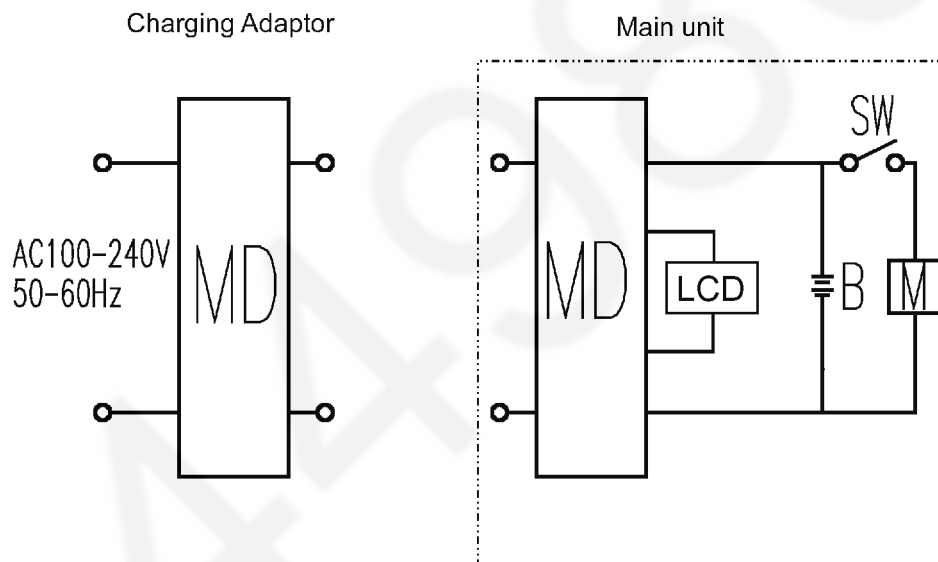 Charging Adaptor
Main unit
SW
AC100-240V
50-60Hz
MD
MD
LCD
B
M